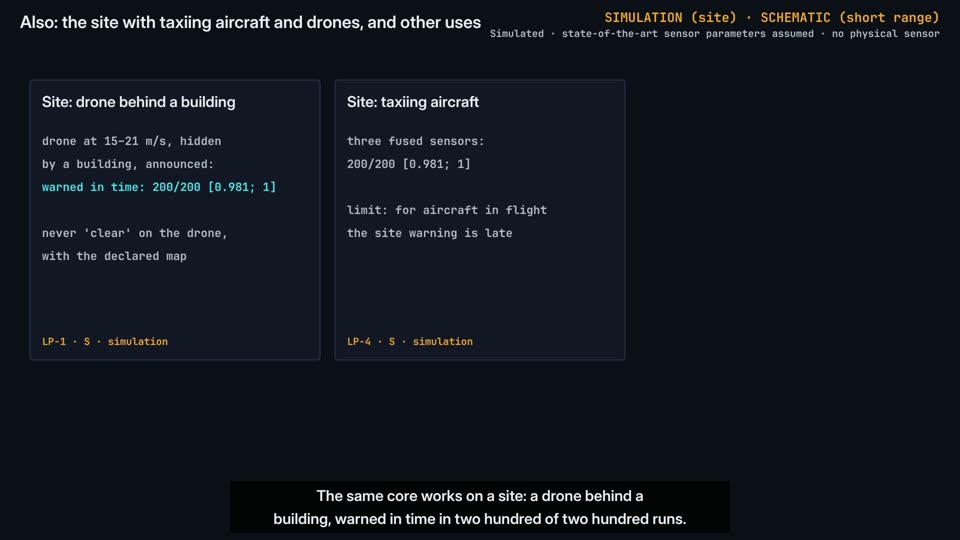 Also: the site with taxiing aircraft and drones, and other uses
SIMULATION (site) · SCHEMATIC (short range)
Simulated · state-of-the-art sensor parameters assumed · no physical sensor
Site: drone behind a building
drone at 15–21 m/s, hidden
by a building, announced:
warned in time: 200/200 [0.981; 1]
never 'clear' on the drone,
with the declared map
LP-1 · S · simulation
Site: taxiing aircraft
three fused sensors:
200/200 [0.981; 1]
limit: for aircraft in flight
the site warning is late
LP-4 · S · simulation
The same core works on a site: a drone behind a
building, warned in time in two hundred of two hundred runs.